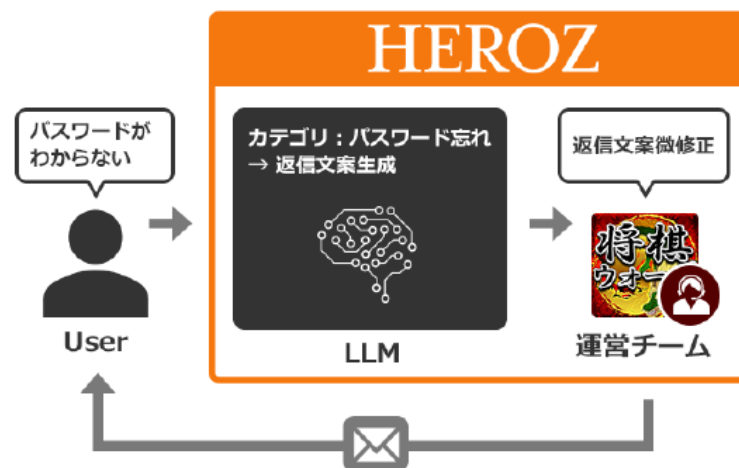 HEROZ
パスワードが
わからない
カテゴリ：パスワード忘れ
→ 返信文案生成
返信文案微修正
将棋
ウォー
User
LLM
運営チーム